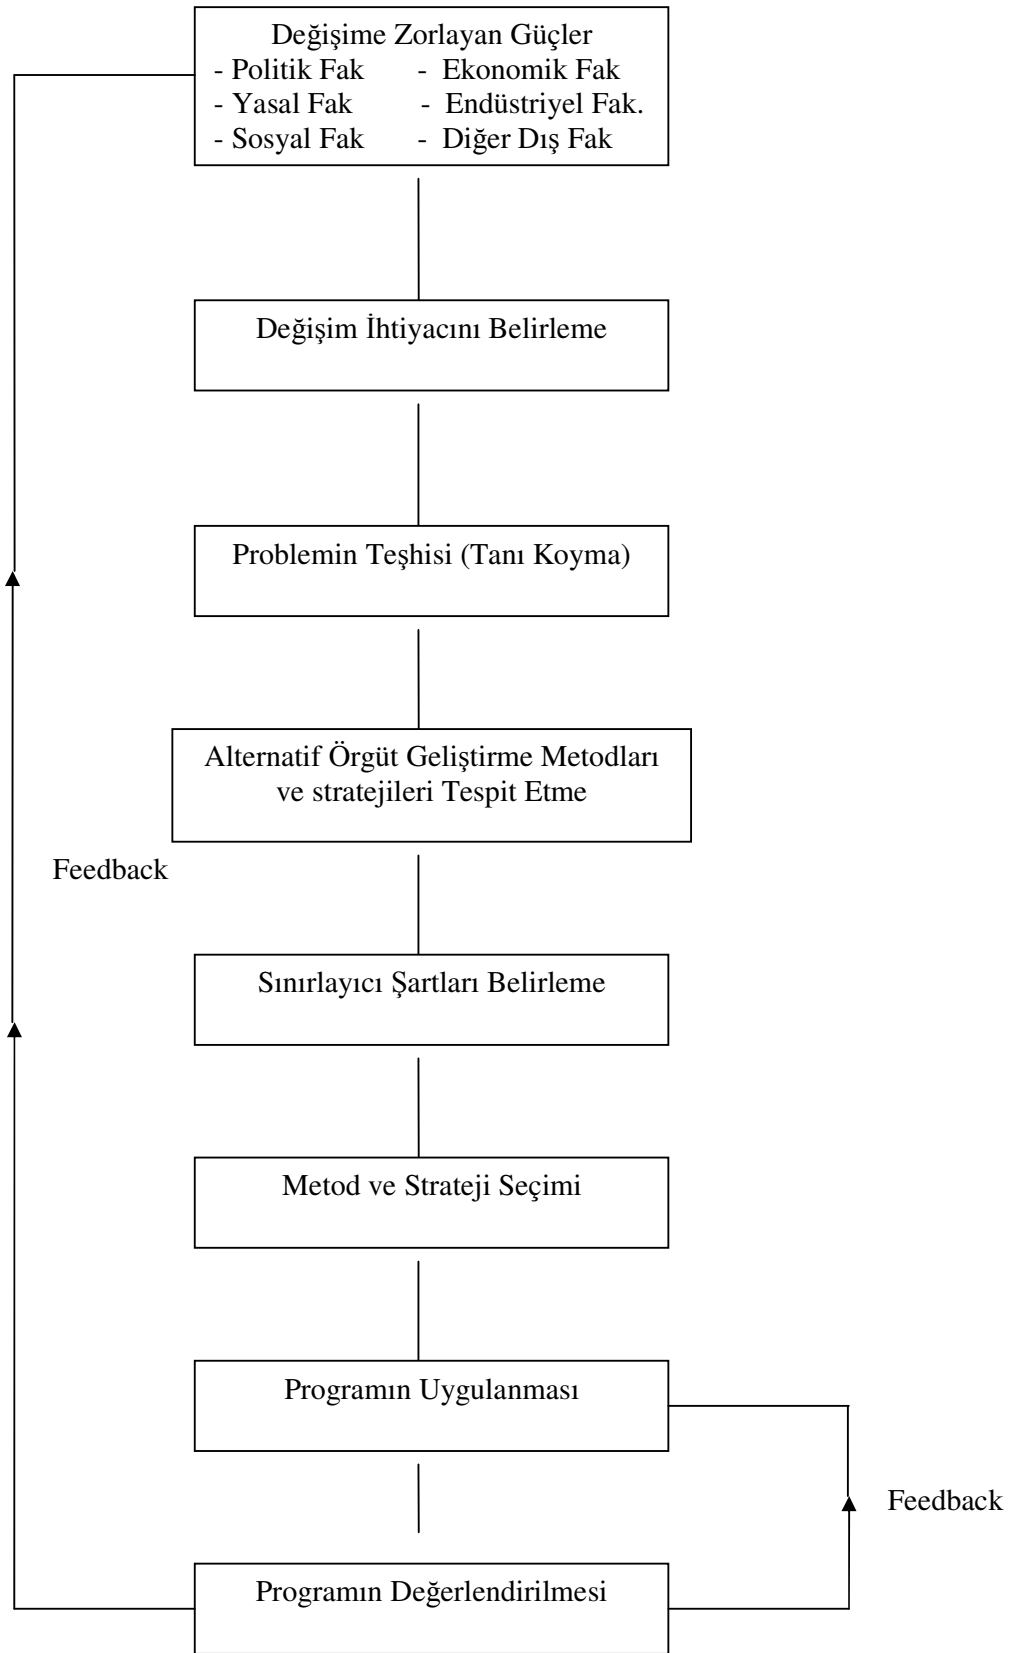 Değişime Zorlayan Güçler
- Politik Fak - Ekonomik Fak
- Yasal Fak - Endüstriyel Fak.
- Sosyal Fak - Diğer Dış Fak
Değişim İhtiyacını Belirleme
Problemin Teşhisi (Tanı Koyma)
Alternatif Örgüt Geliştirme Metodları
ve stratejileri Tespit Etme
Feedback
Sınırlayıcı Şartları Belirleme
Metod ve Strateji Seçimi
Programın Uygulanması
Feedback
Programın Değerlendirilmesi